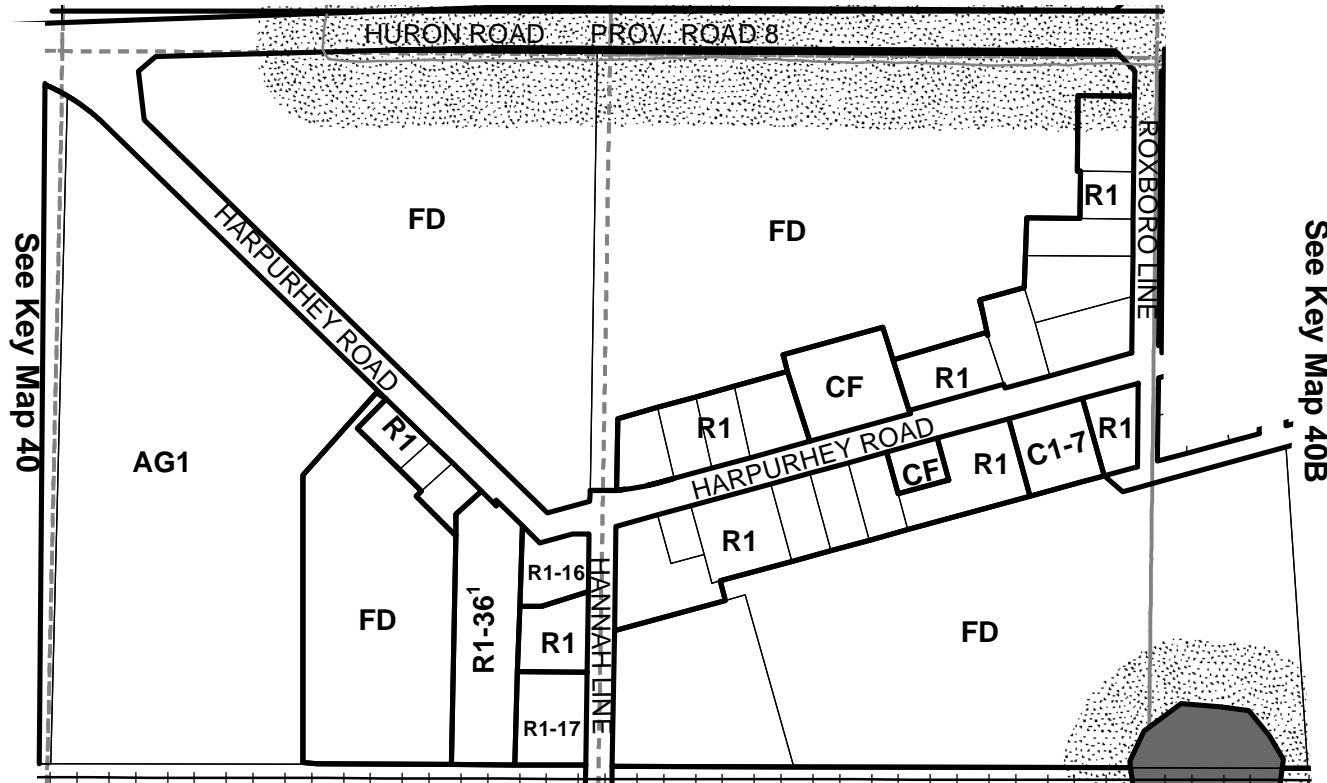 HURON ROAD PROV. ROAD 8
ROXBORO LINE
R1
FD
FD
HARPURHEY ROAD
See Key Map 40
See Key Map 40B
CF
R1
R1
R1
HARPURHEY ROAD
R1
C1-7
AG1
CF
R1
R1
R1-16
HANNAH LINE
R1-36¹
FD
R1
FD
R1-17